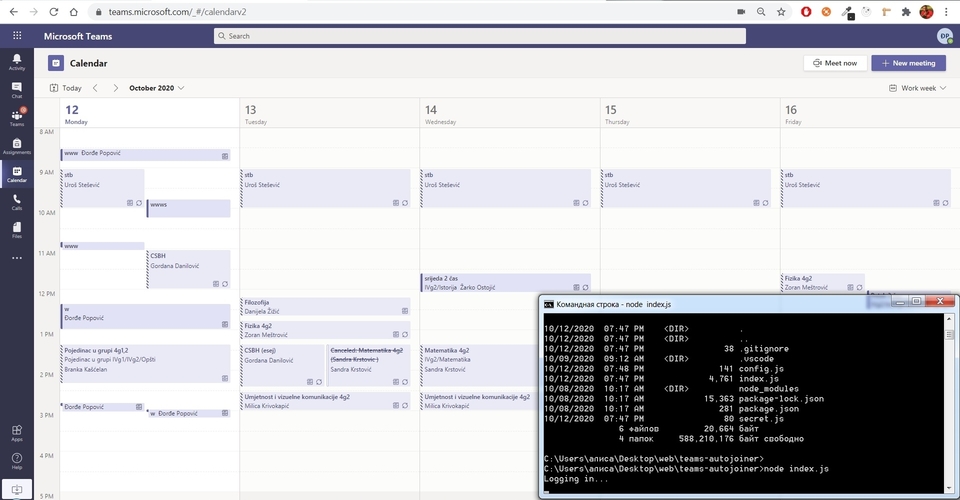 teams.microsoft.com/_#/calendarv2
Microsoft Teams
Search
DP
Activity
Chat
Teams
Assignments
Calendar
Calls
Files
Apps
Help
Calendar
Meet now
+ New meeting
Today
October 2020
Work week
12
Monday
13
Tuesday
14
Wednesday
15
Thursday
16
Friday
8 AM
9 AM
10 AM
11 AM
12 PM
1 PM
2 PM
3 PM
4 PM
5 PM
www Đorđe Popović
stb
Uroš Stešević
wwws
www
CSBH
Gordana Danilović
w
Đorđe Popović
Pojedinac u grupi 4g1,2
Pojedinac u grupi IVg1/IVg2/Opšti
Branka Kaščelan
Đorđe Popović
w Đorđe Popović
stb
Uroš Stešević
Filozofija
Danijela Žižić
Fizika 4g2
Zoran Meštrović
CSBH (esej)
Gordana Danilović
Canceled: Matematika 4g2
(Sandra Krstović )
Sandra Krstović
Umjetnost i vizuelne komunikacije 4g2
Milica Krivokapić
stb
Uroš Stešević
srijeda 2 čas
IVg2/Istorija Žarko Ostojić
Matematika 4g2
IVg2/Matematika
Sandra Krstović
Umjetnost i vizuelne komunikacije 4g2
Milica Krivokapić
stb
Uroš Stešević
stb
Uroš Stešević
Fizika 4g2
Zoran Meštrović
Командная строка - node index.js
10/12/2020 07:47 PM <DIR> .
10/12/2020 07:47 PM <DIR> ..
10/12/2020 07:47 PM 38 .gitignore
10/09/2020 09:12 AM <DIR> .vscode
10/12/2020 07:48 PM 141 config.js
10/12/2020 07:47 PM 4,761 index.js
10/08/2020 10:17 AM <DIR> node_modules
10/08/2020 10:17 AM 15,363 package-lock.json
10/08/2020 10:17 AM 281 package.json
10/12/2020 07:47 PM 80 secret.js
6 файлов 20,664 байт
4 папок 588,210,176 байт свободно
C:\Users\алиса\Desktop\web\teams-autojoiner>
C:\Users\алиса\Desktop\web\teams-autojoiner>node index.js
Logging in...